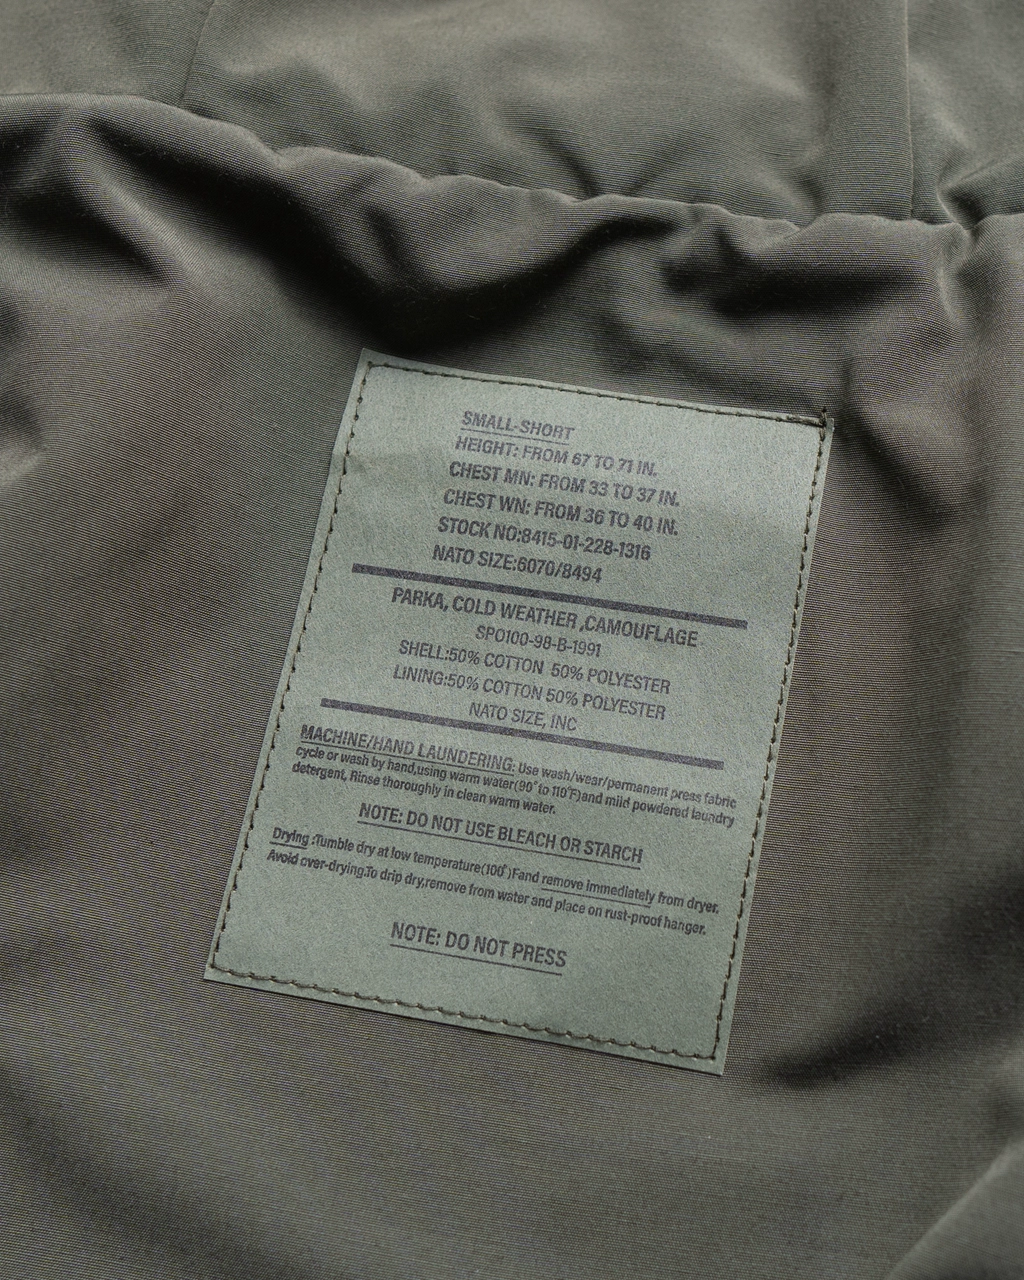 SMALL-SHORT
HEIGHT: FROM 67 TO 71 IN.
CHEST MN: FROM 33 TO 37 IN.
CHEST WN: FROM 36 TO 40 IN.
STOCK NO:8415-01-228-1316
NATO SIZE:6070/8494
PARKA, COLD WEATHER ,CAMOUFLAGE
SPO100-98-B-1991
SHELL:50% COTTON 50% POLYESTER
LINING:50% COTTON 50% POLYESTER
NATO SIZE, INC
MACHINE/HAND LAUNDERING: Use wash/wear/permanent press fabric
cycle or wash by hand,using warm water(90°to 110°F)and mild powdered laundry
detergent, Rinse thoroughly in clean warm water.
NOTE: DO NOT USE BLEACH OR STARCH
Drying :Tumble dry at low temperature(100°)Fand remove immediately from dryer,
Avoid over-drying.To drip dry,remove from water and place on rust-proof hanger.
NOTE: DO NOT PRESS